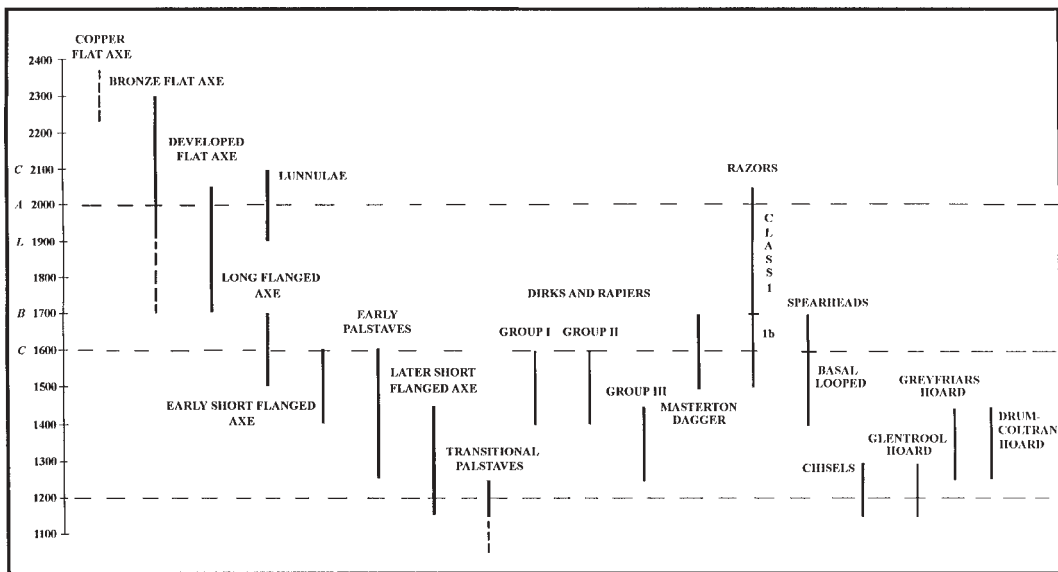 COPPER
FLAT AXE
BRONZE FLAT AXE
DEVELOPED
FLAT AXE
LUNNULAE
LONG FLANGED
AXE
EARLY SHORT FLANGED
AXE
EARLY
PALSTAVES
LATER SHORT
FLANGED AXE
TRANSITIONAL
PALSTAVES
DIRKS AND RAPIERS
GROUP I
GROUP II
GROUP III
MASTERTON
DAGGER
RAZORS
C
L
A
S
S
1
1b
SPEARHEADS
BASAL
LOOPED
CHISELS
GLENTROOL
HOARD
GREYFRIARS
HOARD
DRUM-
COLTRAN
HOARD
2400
2300
2200
C 2100
A 2000
L 1900
1800
B 1700
C 1600
1500
1400
1300
1200
1100